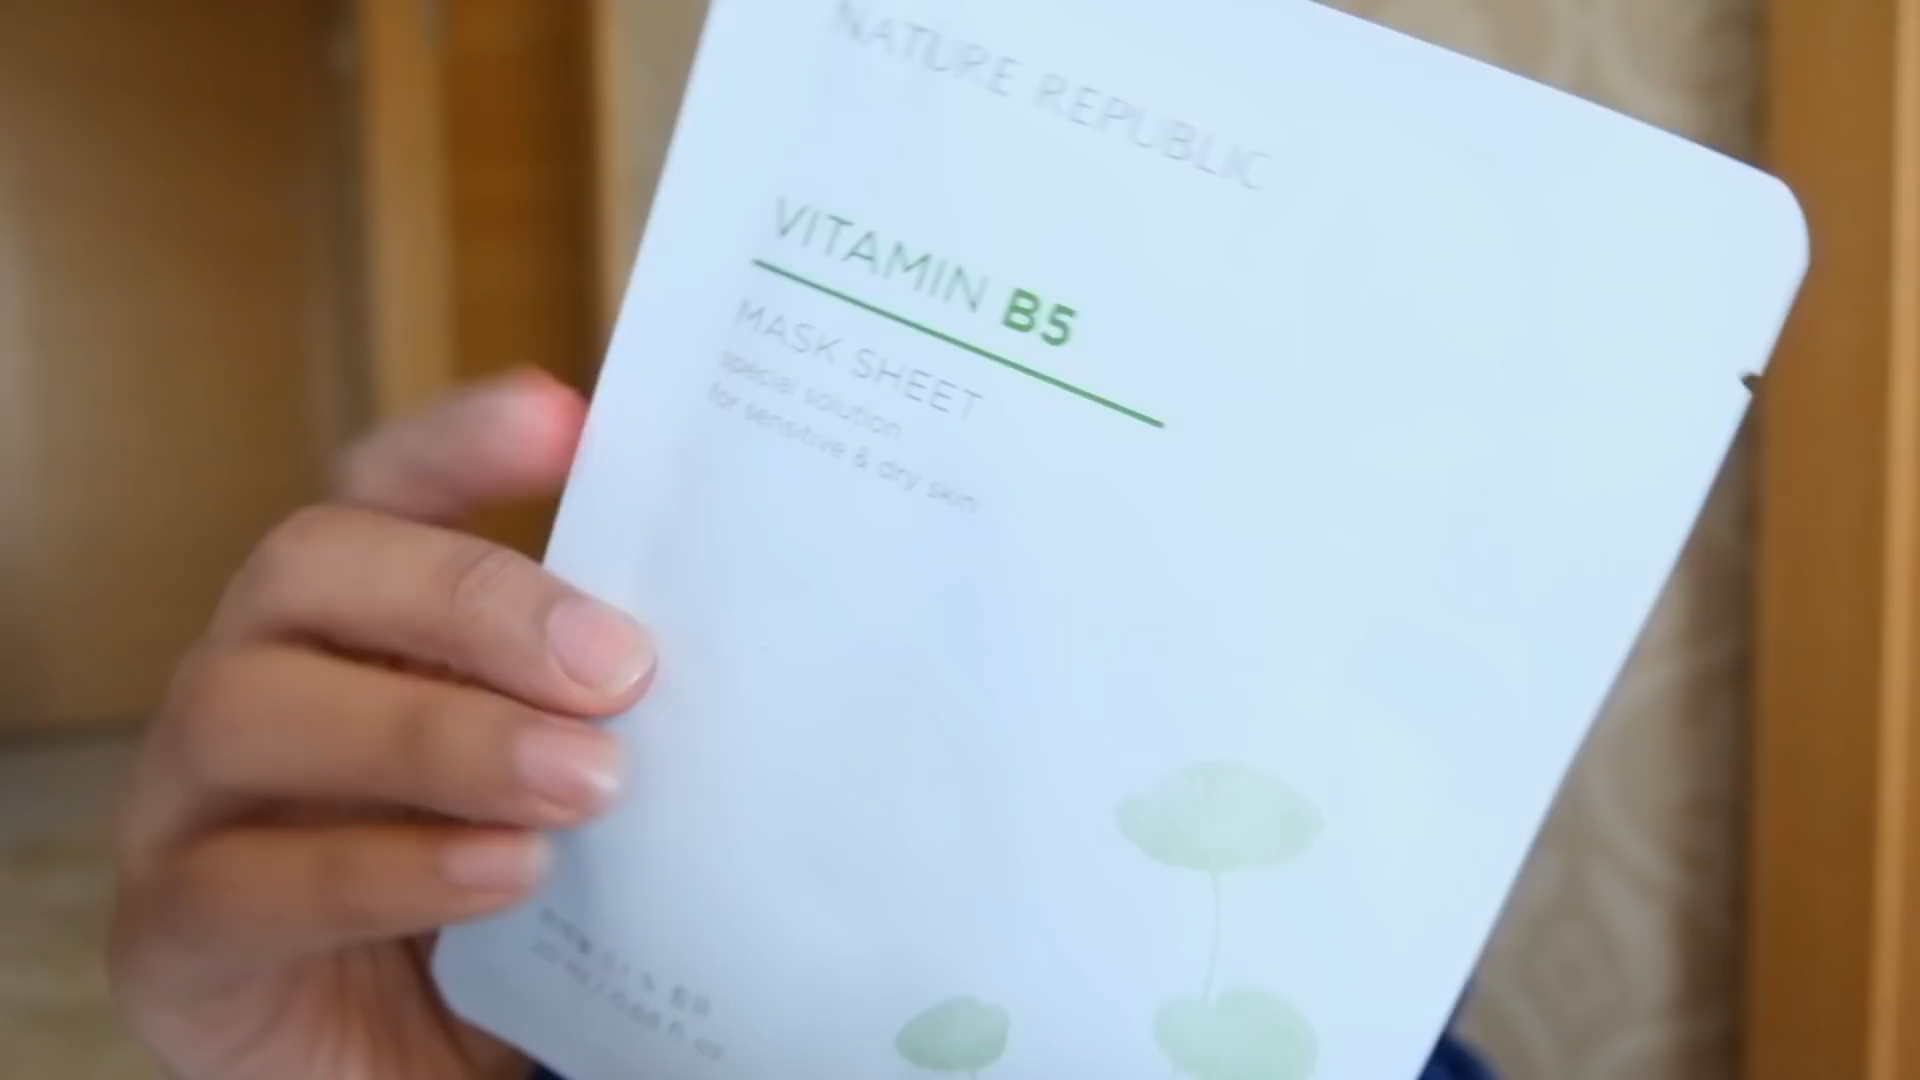 NATURE REPUBLIC
VITAMIN B5
MASK SHEET
special solution
for sensitive & dry skin